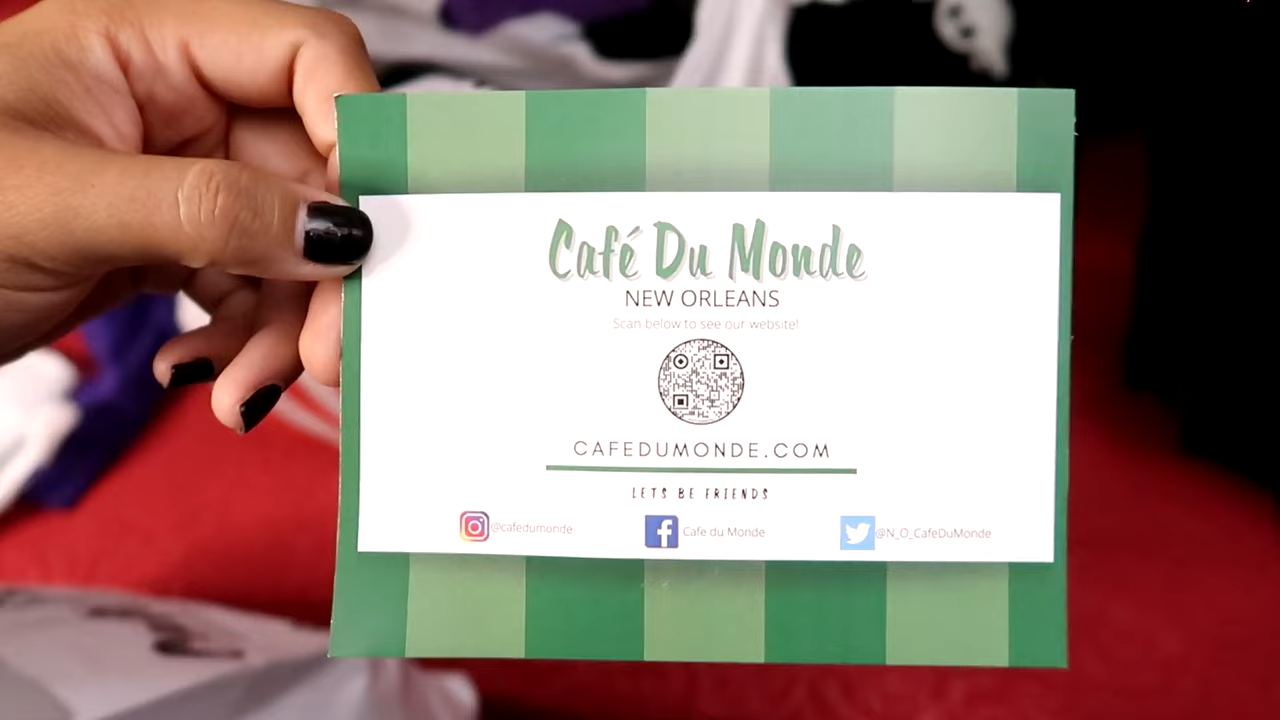 Café Du Monde
NEW ORLEANS
Scan below to see our website!
CAFEDUMONDE.COM
LETS BE FRIENDS
@cafedumonde Cafe du Monde @N_O_CafeDuMonde